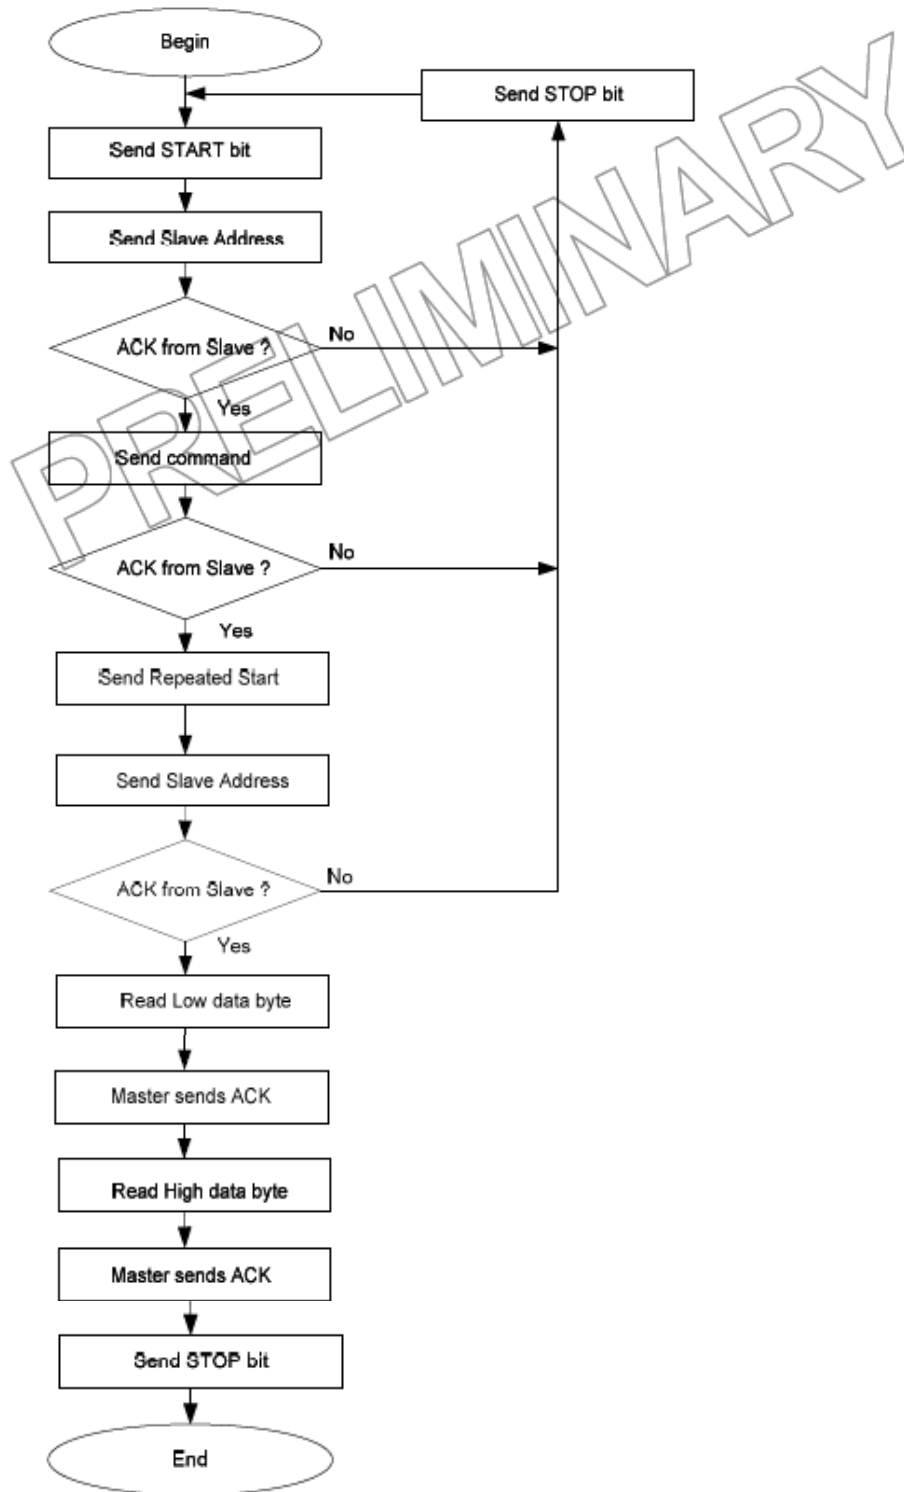 Begin
Send STOP bit
Send START bit
Send Slave Address
ACK from Slave ?
No
Yes
Send command
ACK from Slave ?
No
Yes
Send Repeated Start
Send Slave Address
ACK from Slave ?
No
Yes
Read Low data byte
Master sends ACK
Read High data byte
Master sends ACK
Send STOP bit
End
PRELIMINARY